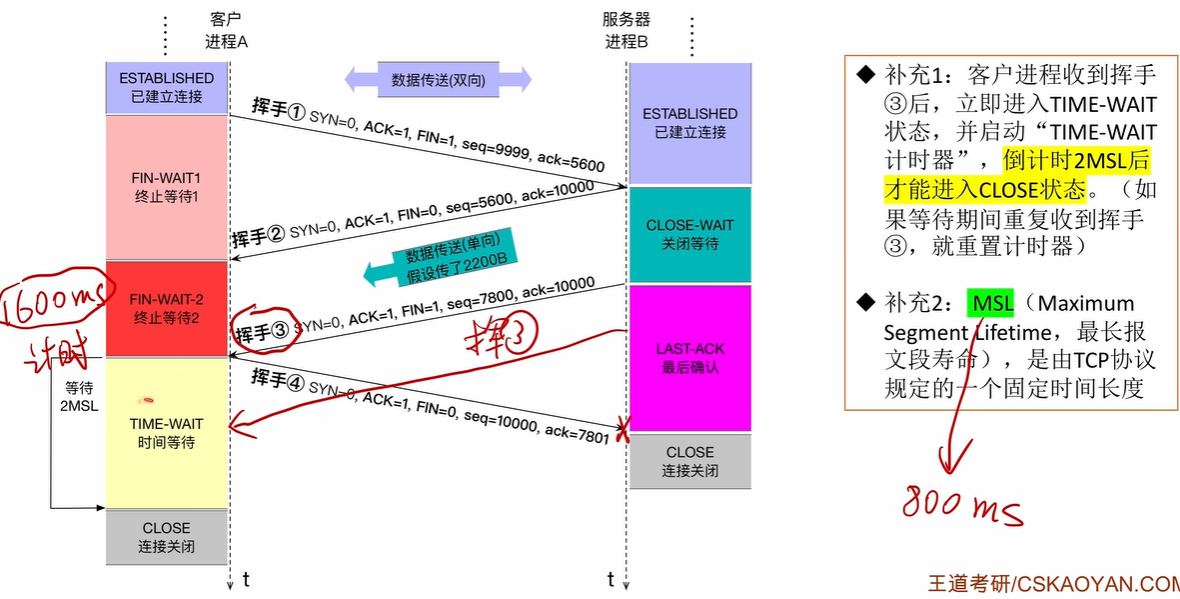 客户
进程A
服务器
进程B
ESTABLISHED
已建立连接
数据传送(双向)
ESTABLISHED
已建立连接
挥手① SYN=0, ACK=1, FIN=1, seq=9999, ack=5600
FIN-WAIT1
终止等待1
挥手② SYN=0, ACK=1, FIN=0, seq=5600, ack=10000
CLOSE-WAIT
关闭等待
数据传送(单向)
假设传了2200B
1600ms
计时
FIN-WAIT-2
终止等待2
挥手③ SYN=0, ACK=1, FIN=1, seq=7800, ack=10000
挥③
LAST-ACK
最后确认
等待
2MSL
挥手④ SYN=0, ACK=1, FIN=0, seq=10000, ack=7801
TIME-WAIT
时间等待
CLOSE
连接关闭
CLOSE
连接关闭
t
t
◆ 补充1：客户进程收到挥手
③后，立即进入TIME-WAIT
状态，并启动“TIME-WAIT
计时器”，倒计时2MSL后
才能进入CLOSE状态。（如
果等待期间重复收到挥手
③，就重置计时器）
◆ 补充2： MSL（Maximum
Segment Lifetime，最长报
文段寿命），是由TCP协议
规定的一个固定时间长度
800ms
王道考研/CSKAOYAN.COM